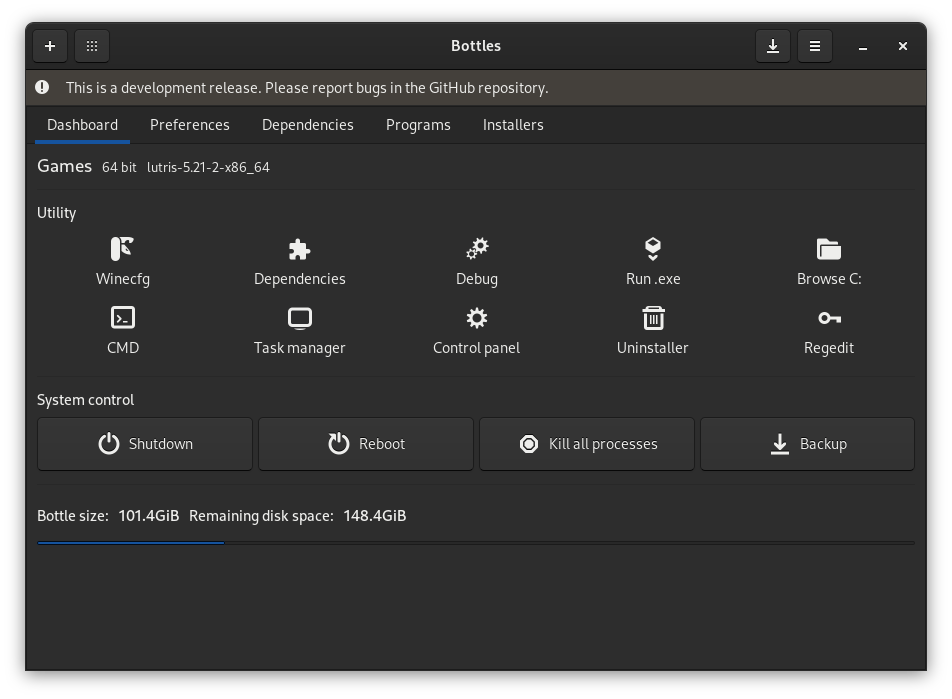 Bottles
This is a development release. Please report bugs in the GitHub repository.
Dashboard Preferences Dependencies Programs Installers
Games 64 bit lutris-5.21-2-x86_64
Utility
Winecfg Dependencies Debug Run .exe Browse C:
CMD Task manager Control panel Uninstaller Regedit
System control
Shutdown Reboot Kill all processes Backup
Bottle size: 101.4GiB Remaining disk space: 148.4GiB